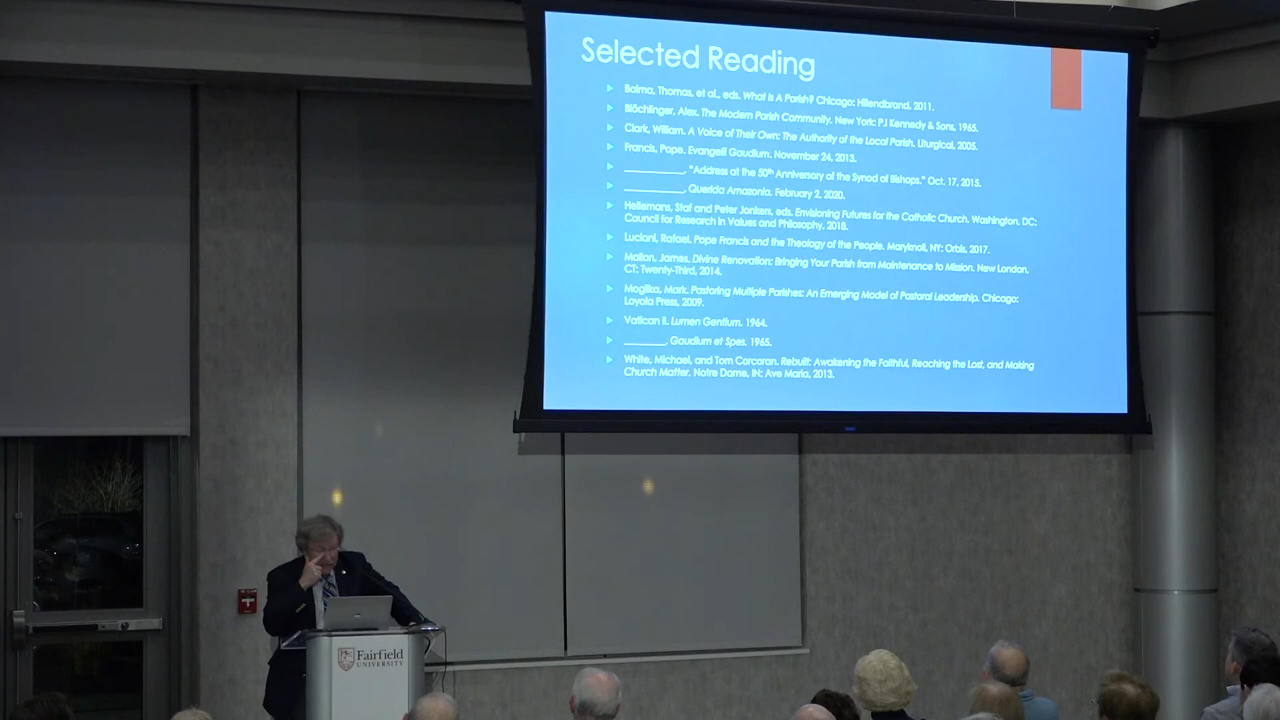 Selected Reading
Baima, Thomas, et al., eds. What Is A Parish? Chicago: Hillenbrand, 2011.
Blöchlinger, Alex. The Modern Parish Community. New York: PJ Kennedy & Sons, 1965.
Clark, William. A Voice of Their Own: The Authority of the Local Parish. Liturgical, 2005.
Francis, Pope. Evangelii Gaudium. November 24, 2013.
___________. "Address at the 50th Anniversary of the Synod of Bishops." Oct. 17, 2015.
___________. Querida Amazonia. February 2, 2020.
Hellemans, Staf and Peter Jonkers, eds. Envisioning Futures for the Catholic Church. Washington, DC:
Council for Research in Values and Philosophy, 2018.
Luciani, Rafael. Pope Francis and the Theology of the People. Maryknoll, NY: Orbis, 2017.
Mallon, James. Divine Renovation: Bringing Your Parish from Maintenance to Mission. New London,
CT: Twenty-Third, 2014.
Mogilka, Mark. Pastoring Multiple Parishes: An Emerging Model of Pastoral Leadership. Chicago:
Loyola Press, 2009.
Vatican II. Lumen Gentium. 1964.
________. Gaudium et Spes. 1965.
White, Michael, and Tom Corcoran. Rebuilt: Awakening the Faithful, Reaching the Lost, and Making
Church Matter. Notre Dame, IN: Ave Maria, 2013.
Fairfield
UNIVERSITY